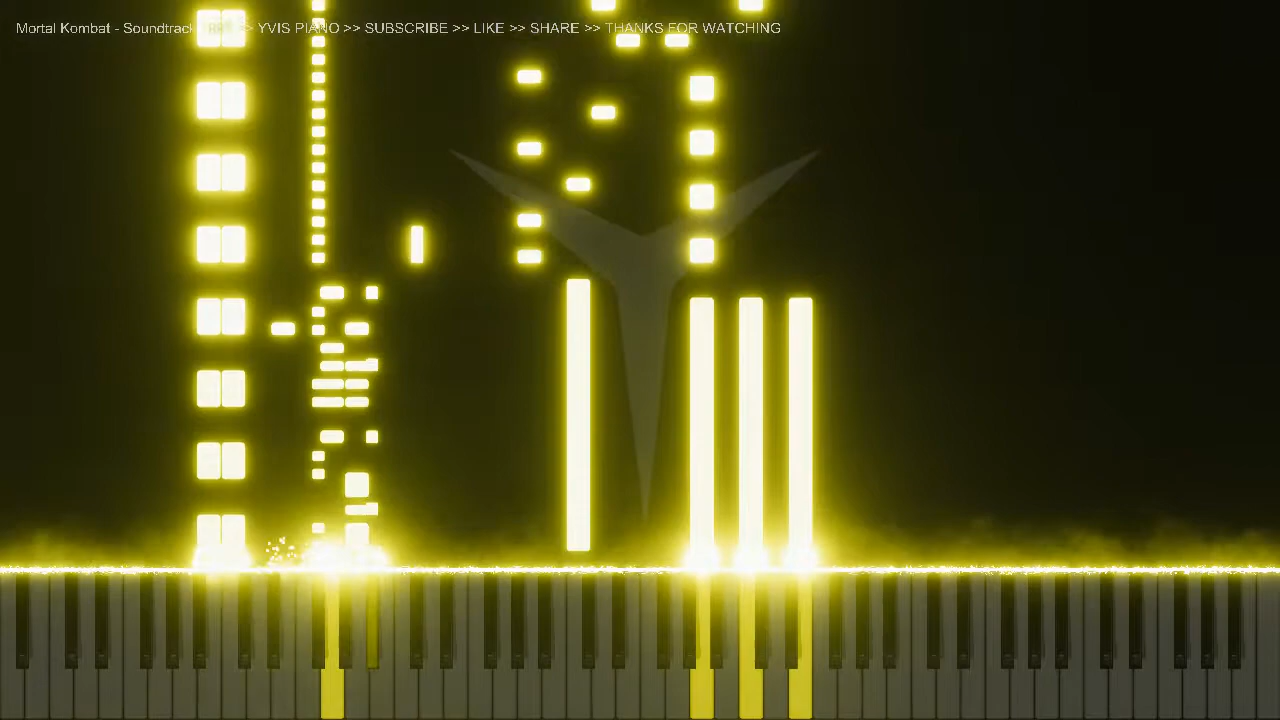 Mortal Kombat - Soundtrack >> YVIS PIANO >> SUBSCRIBE >> LIKE >> SHARE >> THANKS FOR WATCHING